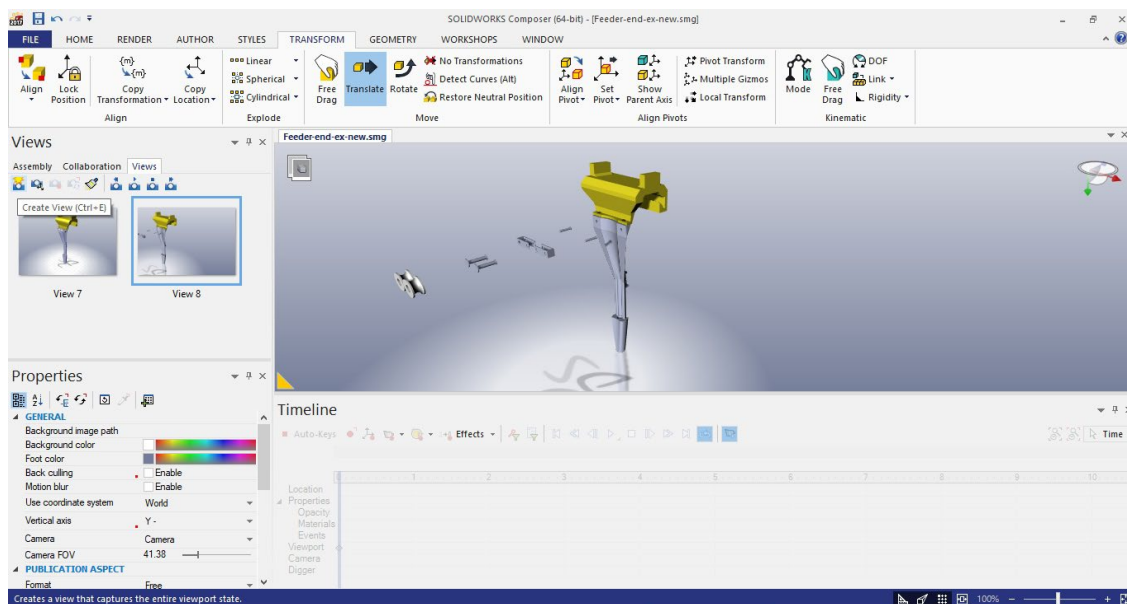 2017 SOLIDWORKS Composer (64-bit) - [Feeder-end-ex-new.smg]
FILE HOME RENDER AUTHOR STYLES TRANSFORM GEOMETRY WORKSHOPS WINDOW
Align
Lock Position
{m} {m}
Copy Transformation
Copy Location
Align
Linear
Spherical
Cylindrical
Explode
Free Drag
Translate
Rotate
No Transformations
Detect Curves (Alt)
Restore Neutral Position
Move
Align Pivot
Set Pivot
Show Parent Axis
Pivot Transform
Multiple Gizmos
Local Transform
Align Pivots
Mode
Free Drag
DOF
Link
Rigidity
Kinematic
Views
Assembly Collaboration Views
Create View (Ctrl+E)
View 7 View 8
Feeder-end-ex-new.smg
Properties
GENERAL
Background image path
Background color
Foot color
Back culling Enable
Motion blur Enable
Use coordinate system World
Vertical axis Y -
Camera Camera
Camera FOV 41.38
PUBLICATION ASPECT
Format Free
Timeline
Auto-Keys Effects Time
1 2 3 4 5 6 7 8 9 10
Location
Properties
Opacity
Materials
Events
Viewport
Camera
Digger
Creates a view that captures the entire viewport state. 100%